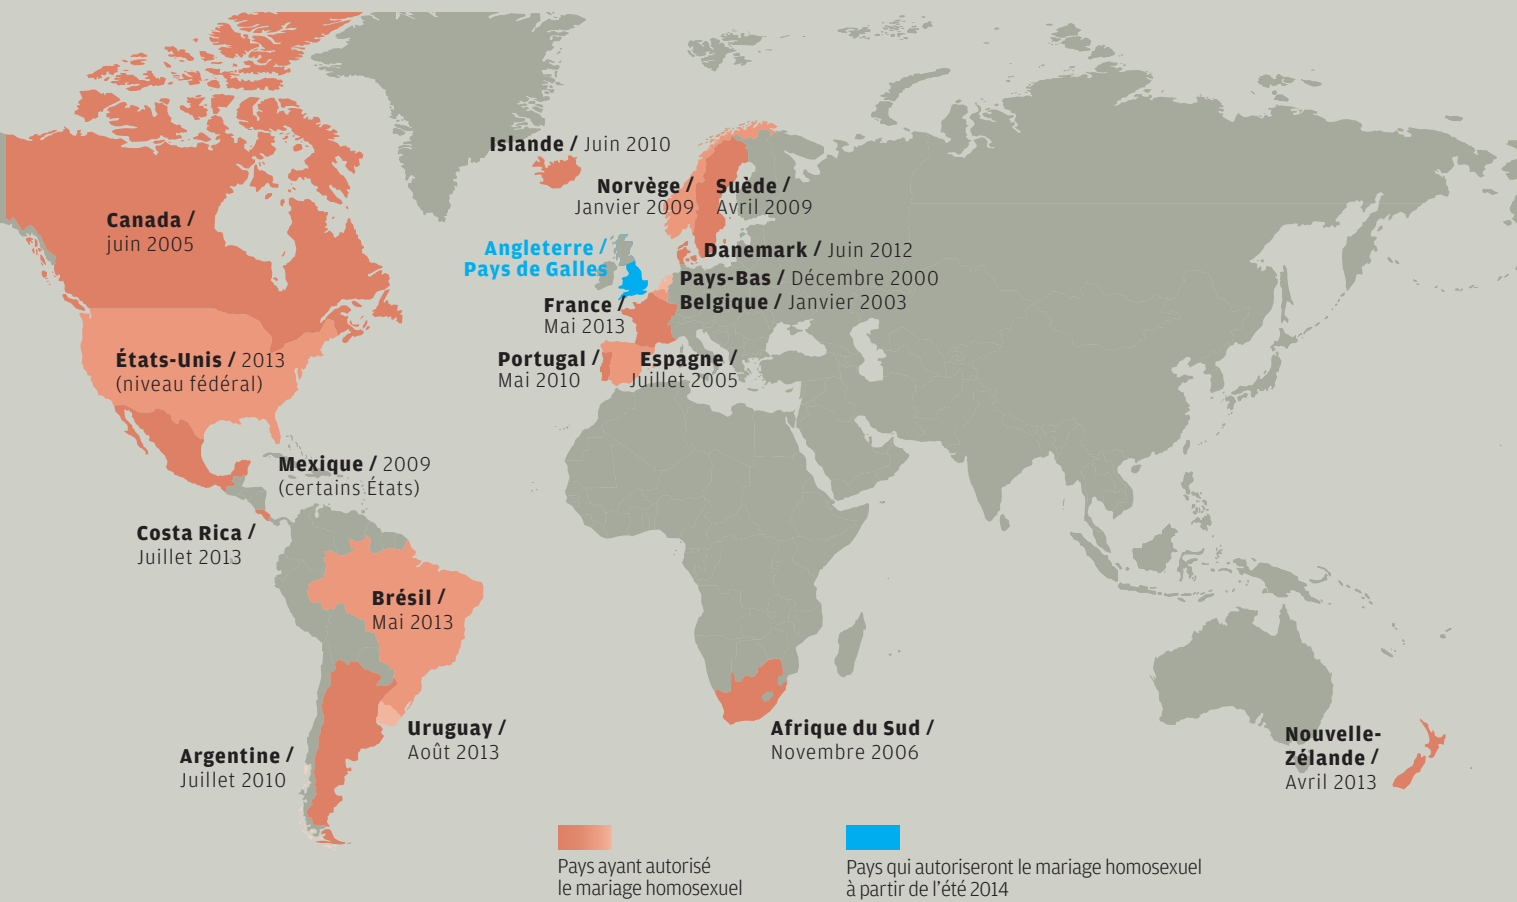 Islande / Juin 2010
Norvège /
Janvier 2009
Suède /
Avril 2009
Canada /
juin 2005
Angleterre /
Pays de Galles
Danemark / Juin 2012
Pays-Bas / Décembre 2000
Belgique / Janvier 2003
France /
Mai 2013
États-Unis / 2013
(niveau fédéral)
Portugal /
Mai 2010
Espagne /
Juillet 2005
Mexique / 2009
(certains États)
Costa Rica /
Juillet 2013
Brésil /
Mai 2013
Uruguay /
Août 2013
Argentine /
Juillet 2010
Afrique du Sud /
Novembre 2006
Nouvelle-
Zélande /
Avril 2013
Pays ayant autorisé
le mariage homosexuel
Pays qui autoriseront le mariage homosexuel
à partir de l'été 2014